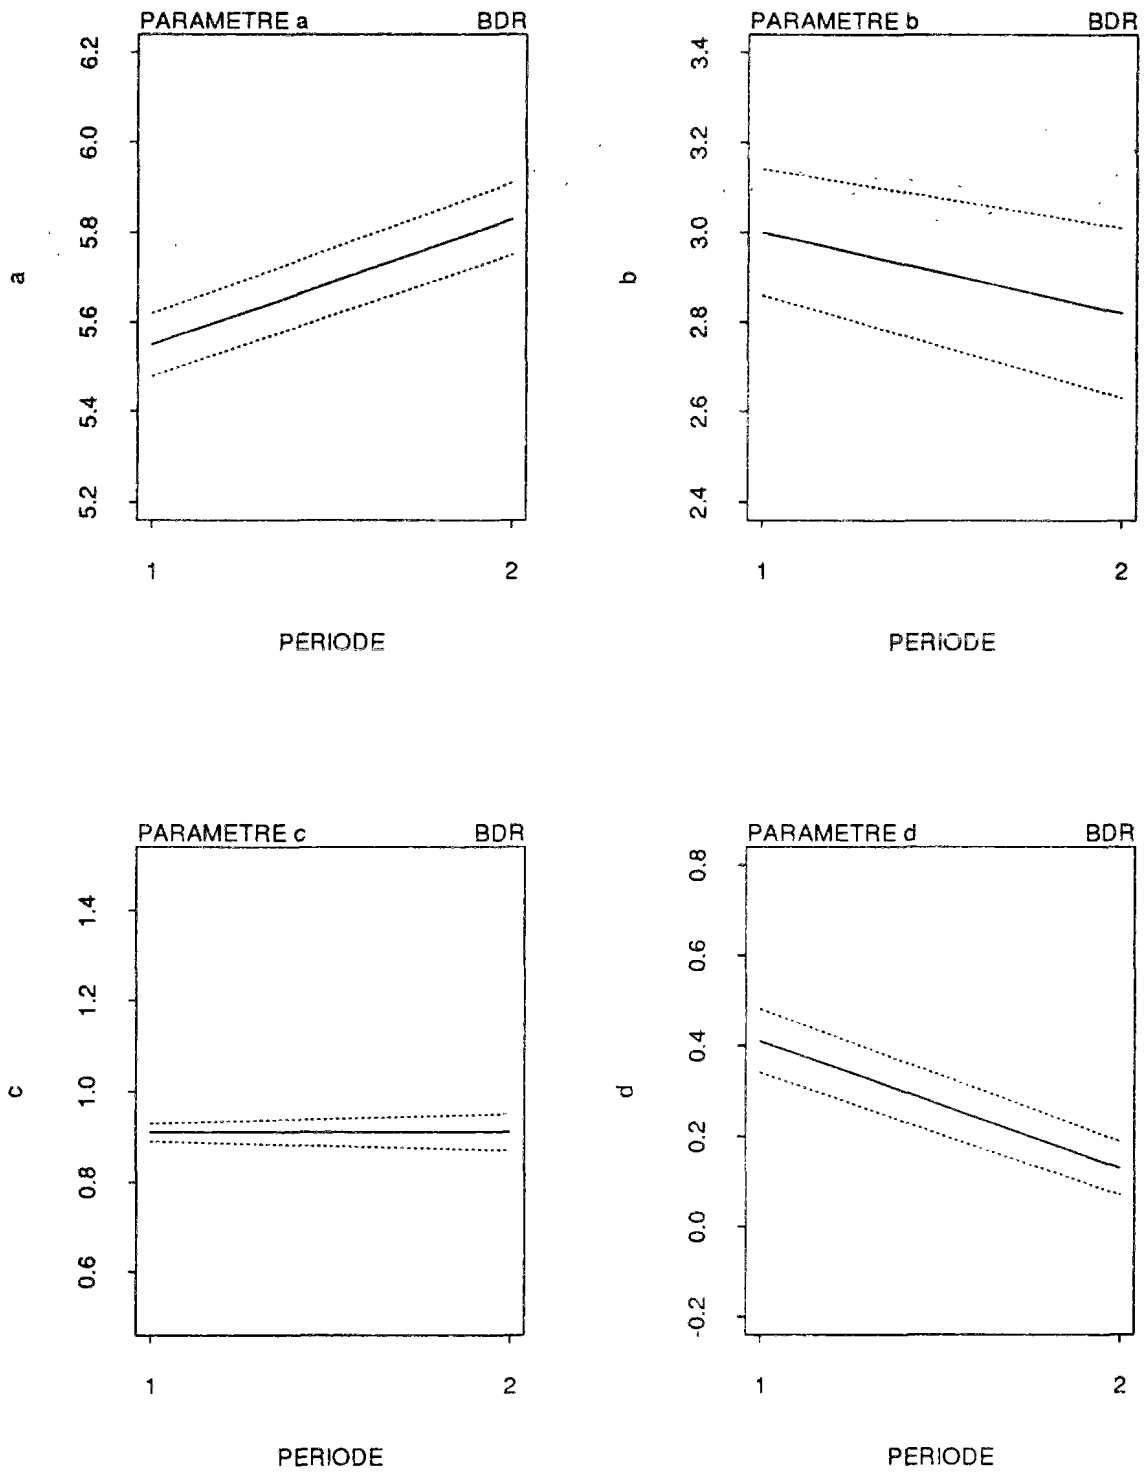 PARAMETRE a BDR
6.2
6.0
5.8
5.6
5.4
5.2
a
1 2
PERIODE
PARAMETRE b BDR
3.4
3.2
3.0
2.8
2.6
2.4
b
1 2
PERIODE
PARAMETRE c BDR
1.4
1.2
1.0
0.8
0.6
c
1 2
PERIODE
PARAMETRE d BDR
0.8
0.6
0.4
0.2
0.0
-0.2
d
1 2
PERIODE